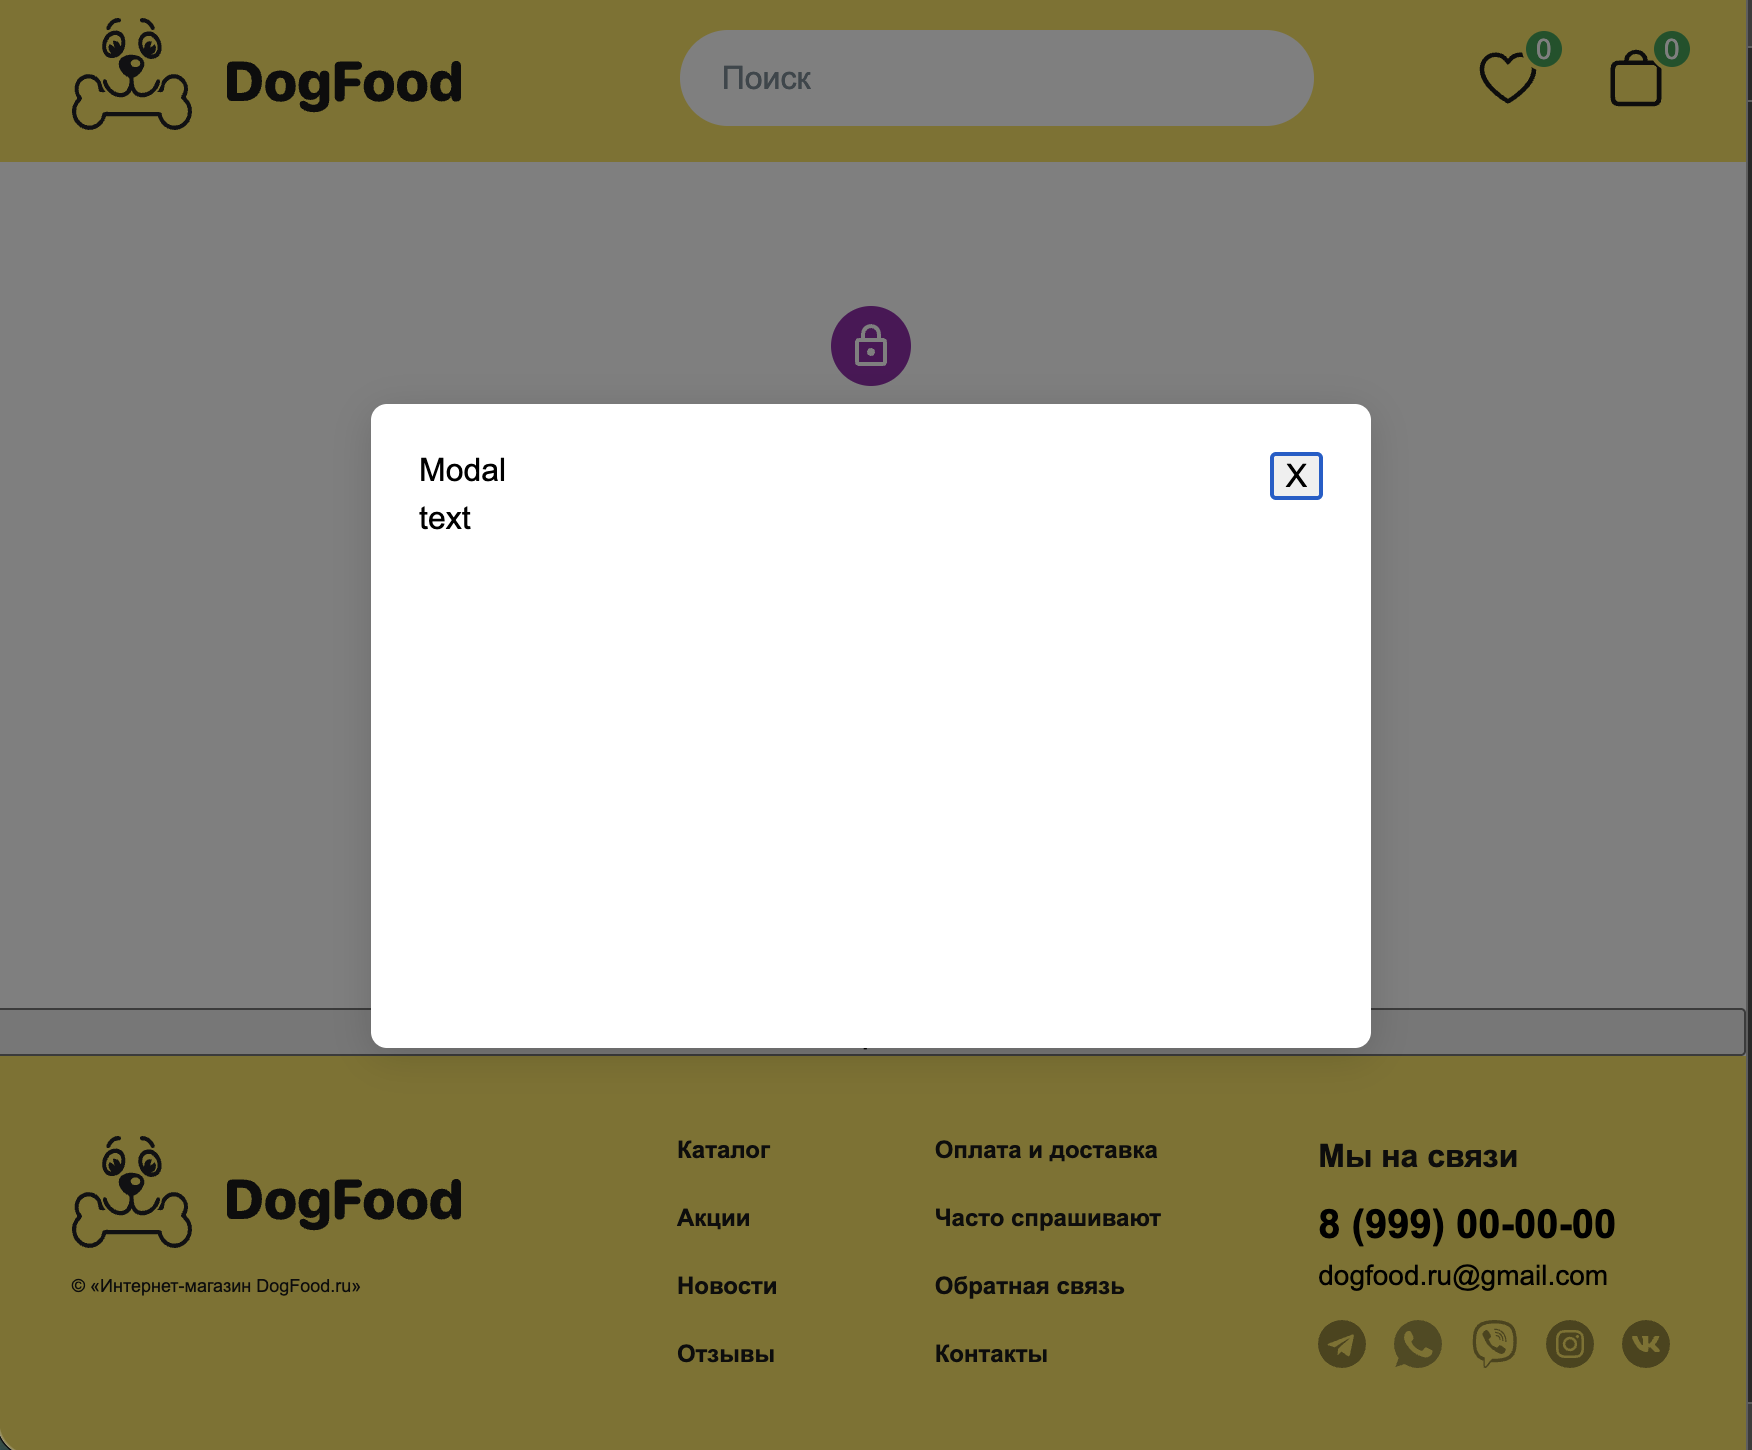 DogFood
Поиск
0
0
Modal
text
X
DogFood
© «Интернет-магазин DogFood.ru»
Каталог
Акции
Новости
Отзывы
Оплата и доставка
Часто спрашивают
Обратная связь
Контакты
Мы на связи
8 (999) 00-00-00
dogfood.ru@gmail.com